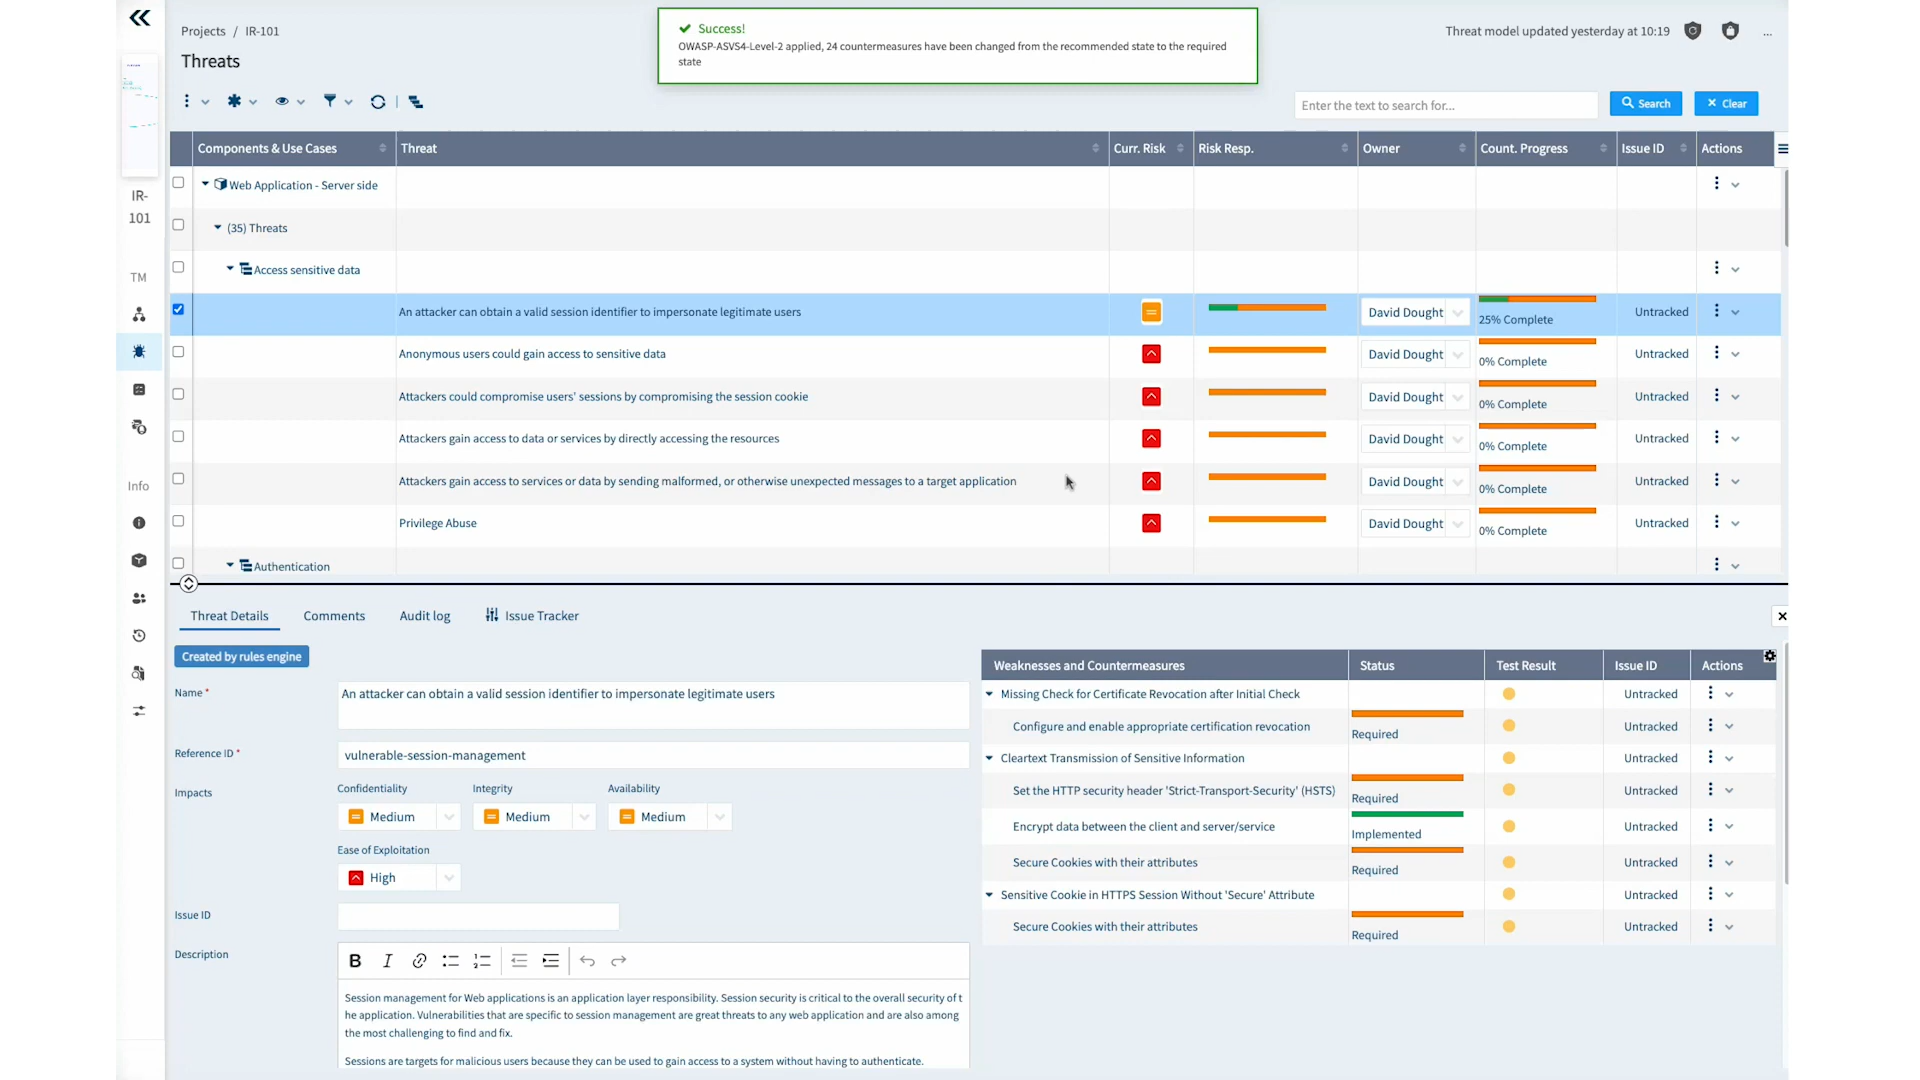 Projects / IR-101
Threats
Success!
OWASP-ASVS4-Level-2 applied, 24 countermeasures have been changed from the recommended state to the required
state
Threat model updated yesterday at 10:19
...
Enter the text to search for...
Search
Clear
IR-
101
TM
Info
Components & Use Cases Threat Curr. Risk Risk Resp. Owner Count. Progress Issue ID Actions
Web Application - Server side
(35) Threats
Access sensitive data
An attacker can obtain a valid session identifier to impersonate legitimate users David Dought 25% Complete Untracked
Anonymous users could gain access to sensitive data David Dought 0% Complete Untracked
Attackers could compromise users' sessions by compromising the session cookie David Dought 0% Complete Untracked
Attackers gain access to data or services by directly accessing the resources David Dought 0% Complete Untracked
Attackers gain access to services or data by sending malformed, or otherwise unexpected messages to a target application David Dought 0% Complete Untracked
Privilege Abuse David Dought 0% Complete Untracked
Authentication
Threat Details Comments Audit log Issue Tracker
Created by rules engine
Name *
An attacker can obtain a valid session identifier to impersonate legitimate users
Reference ID *
vulnerable-session-management
Impacts
Confidentiality Integrity Availability
Medium Medium Medium
Ease of Exploitation
High
Issue ID
Description
B I
Session management for Web applications is an application layer responsibility. Session security is critical to the overall security of t
he application. Vulnerabilities that are specific to session management are great threats to any web application and are also among
the most challenging to find and fix.
Sessions are targets for malicious users because they can be used to gain access to a system without having to authenticate.
Weaknesses and Countermeasures Status Test Result Issue ID Actions
Missing Check for Certificate Revocation after Initial Check Untracked
Configure and enable appropriate certification revocation Required Untracked
Cleartext Transmission of Sensitive Information Untracked
Set the HTTP security header 'Strict-Transport-Security' (HSTS) Required Untracked
Encrypt data between the client and server/service Implemented Untracked
Secure Cookies with their attributes Required Untracked
Sensitive Cookie in HTTPS Session Without 'Secure' Attribute Untracked
Secure Cookies with their attributes Required Untracked